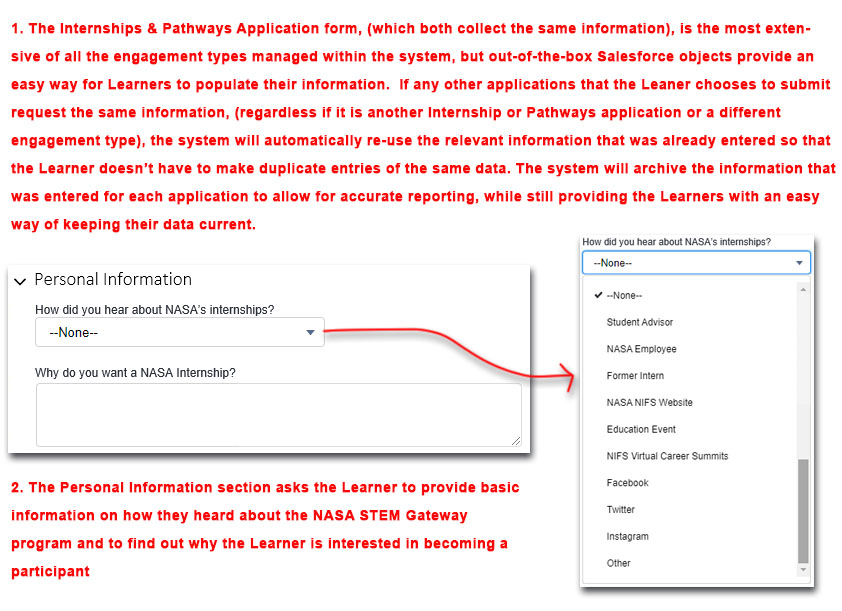 1. The Internships & Pathways Application form, (which both collect the same information), is the most exten-
sive of all the engagement types managed within the system, but out-of-the-box Salesforce objects provide an
easy way for Learners to populate their information.  If any other applications that the Leaner chooses to submit
request the same information, (regardless if it is another Internship or Pathways application or a different
engagement type), the system will automatically re-use the relevant information that was already entered so that
the Learner doesn't have to make duplicate entries of the same data. The system will archive the information that
was entered for each application to allow for accurate reporting, while still providing the Learners with an easy
way of keeping their data current.
Personal Information
How did you hear about NASA's internships?
--None--
Why do you want a NASA Internship?
How did you hear about NASA's internships?
--None--
--None--
Student Advisor
NASA Employee
Former Intern
NASA NIFS Website
Education Event
NIFS Virtual Career Summits
Facebook
Twitter
Instagram
Other
2. The Personal Information section asks the Learner to provide basic
information on how they heard about the NASA STEM Gateway
program and to find out why the Learner is interested in becoming a
participant